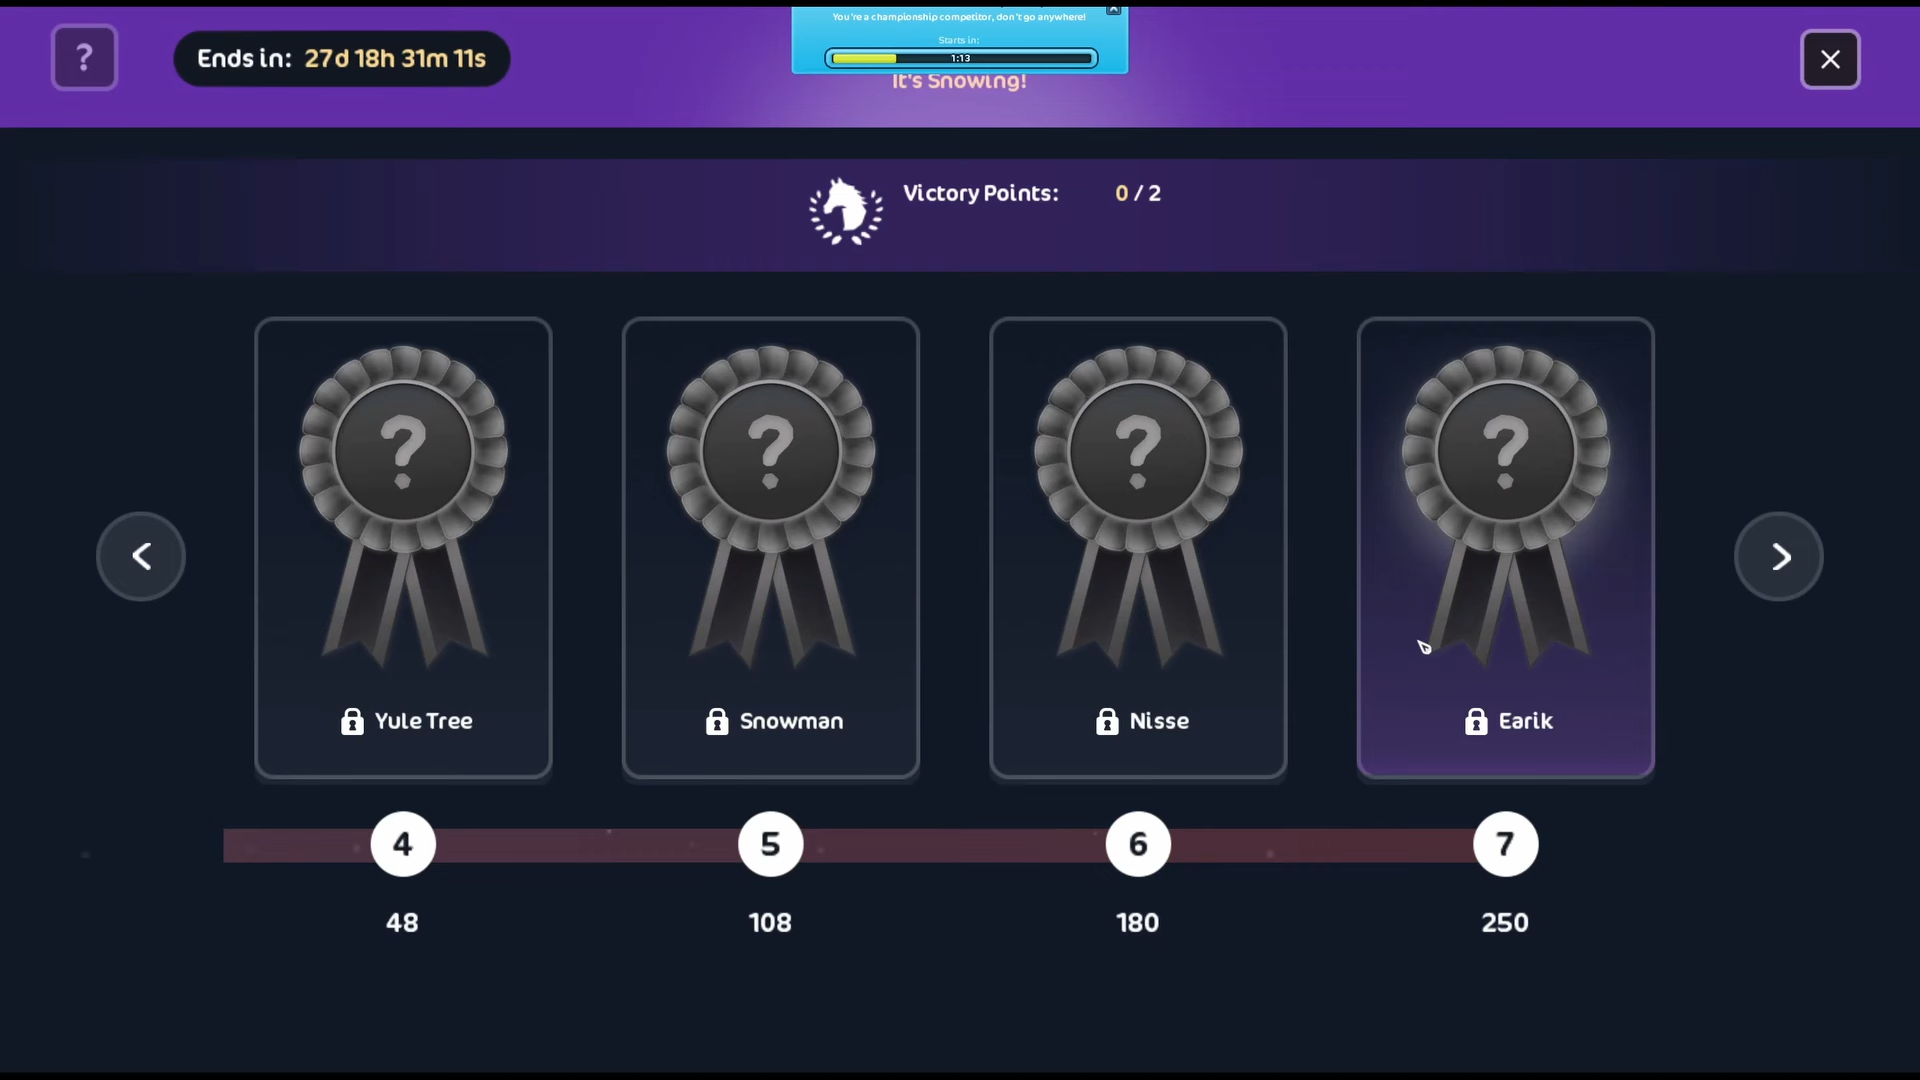 You're a championship competitor, don't go anywhere!
Starts in:
1:13
?
Ends in: 27d 18h 31m 11s
It's Snowing!
Victory Points: 0 / 2
? ? ? ?
Yule Tree Snowman Nisse Earik
4 5 6 7
48 108 180 250